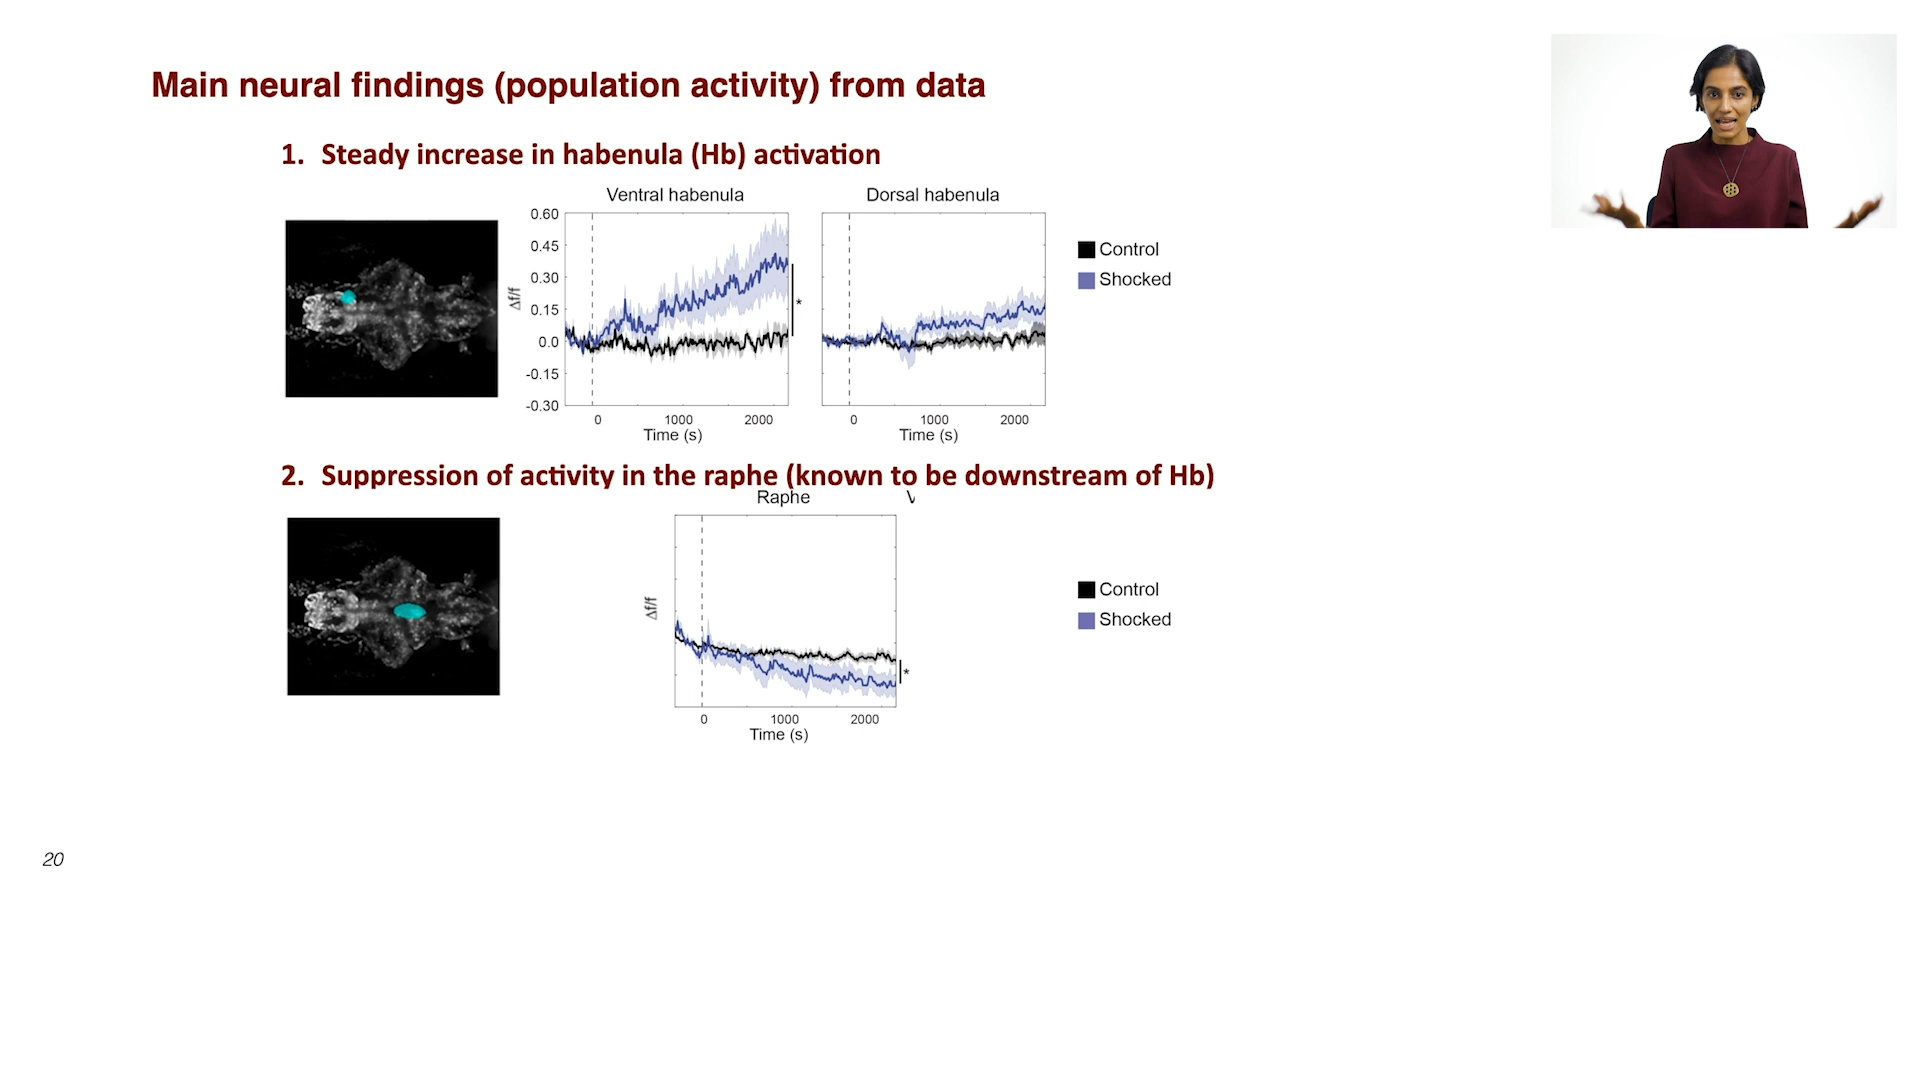 Main neural findings (population activity) from data
1. Steady increase in habenula (Hb) activation
Ventral habenula
Dorsal habenula
0.60
0.45
0.30
0.15
0.0
-0.15
-0.30
Δf/f
*
0 1000 2000
Time (s)
0 1000 2000
Time (s)
Control
Shocked
2. Suppression of activity in the raphe (known to be downstream of Hb)
Raphe
Δf/f
*
0 1000 2000
Time (s)
Control
Shocked
20